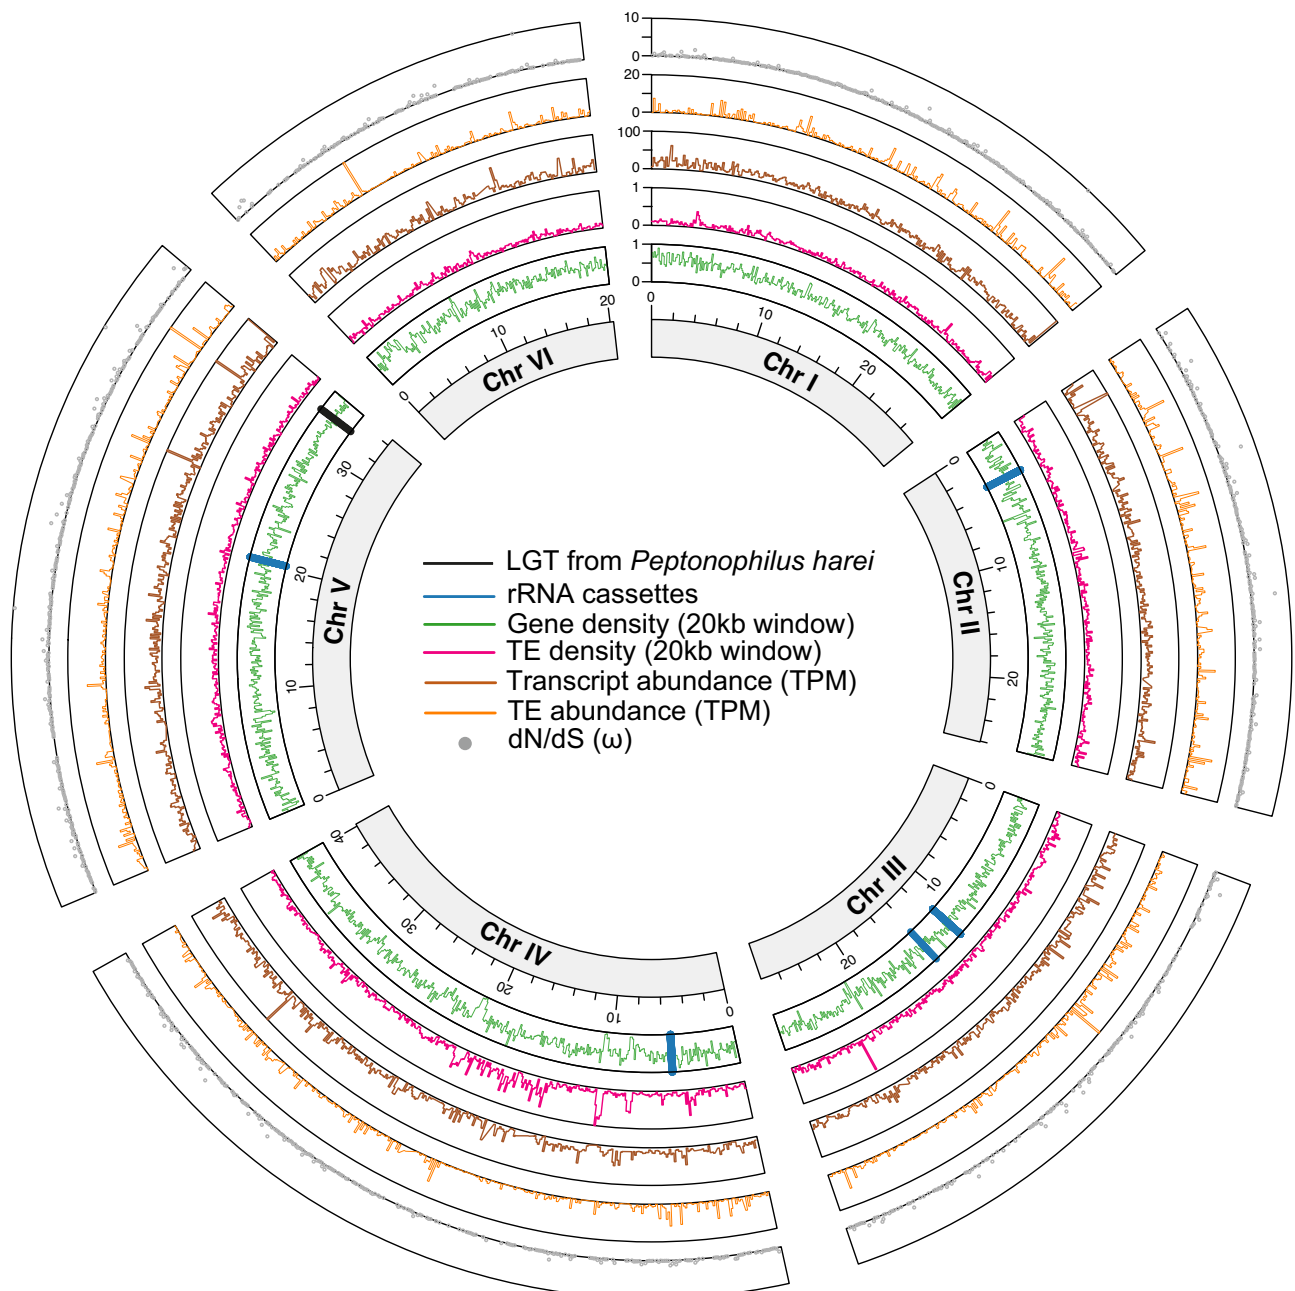 10
0
20
0
100
0
1
0
1
0
0
10
20
Chr I
0
10
20
Chr II
0
10
20
Chr III
0
10
20
30
40
Chr IV
0
10
20
30
Chr V
0
10
20
Chr VI
LGT from Peptonophilus harei
rRNA cassettes
Gene density (20kb window)
TE density (20kb window)
Transcript abundance (TPM)
TE abundance (TPM)
dN/dS (ω)